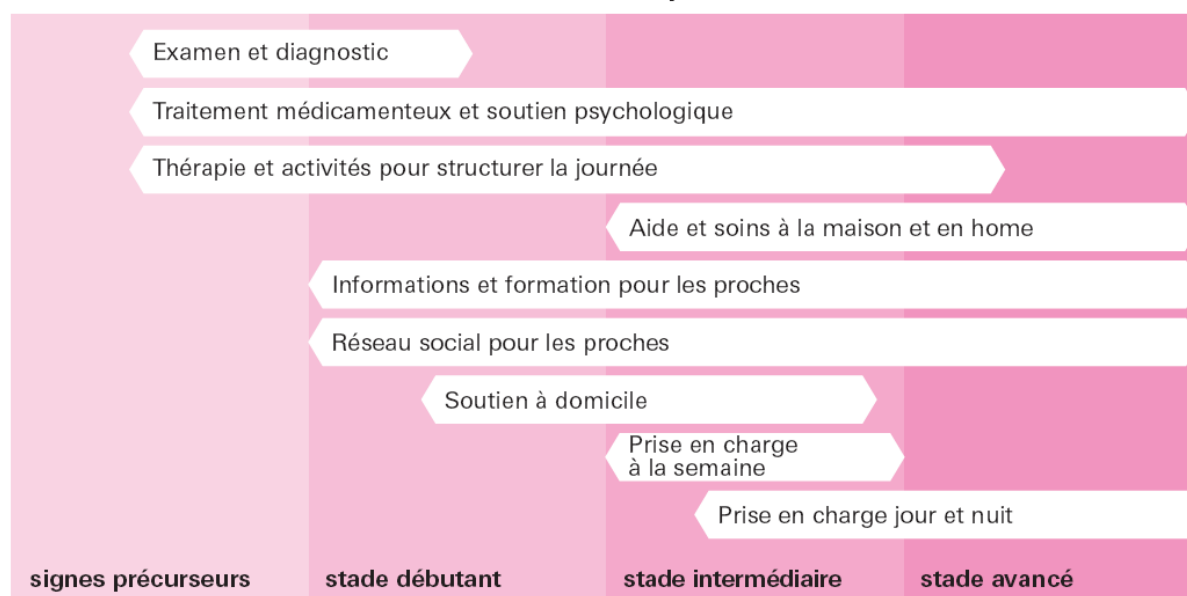 Examen et diagnostic
Traitement médicamenteux et soutien psychologique
Thérapie et activités pour structurer la journée
Aide et soins à la maison et en home
Informations et formation pour les proches
Réseau social pour les proches
Soutien à domicile
Prise en charge
à la semaine
Prise en charge jour et nuit
signes précurseurs stade débutant stade intermédiaire stade avancé